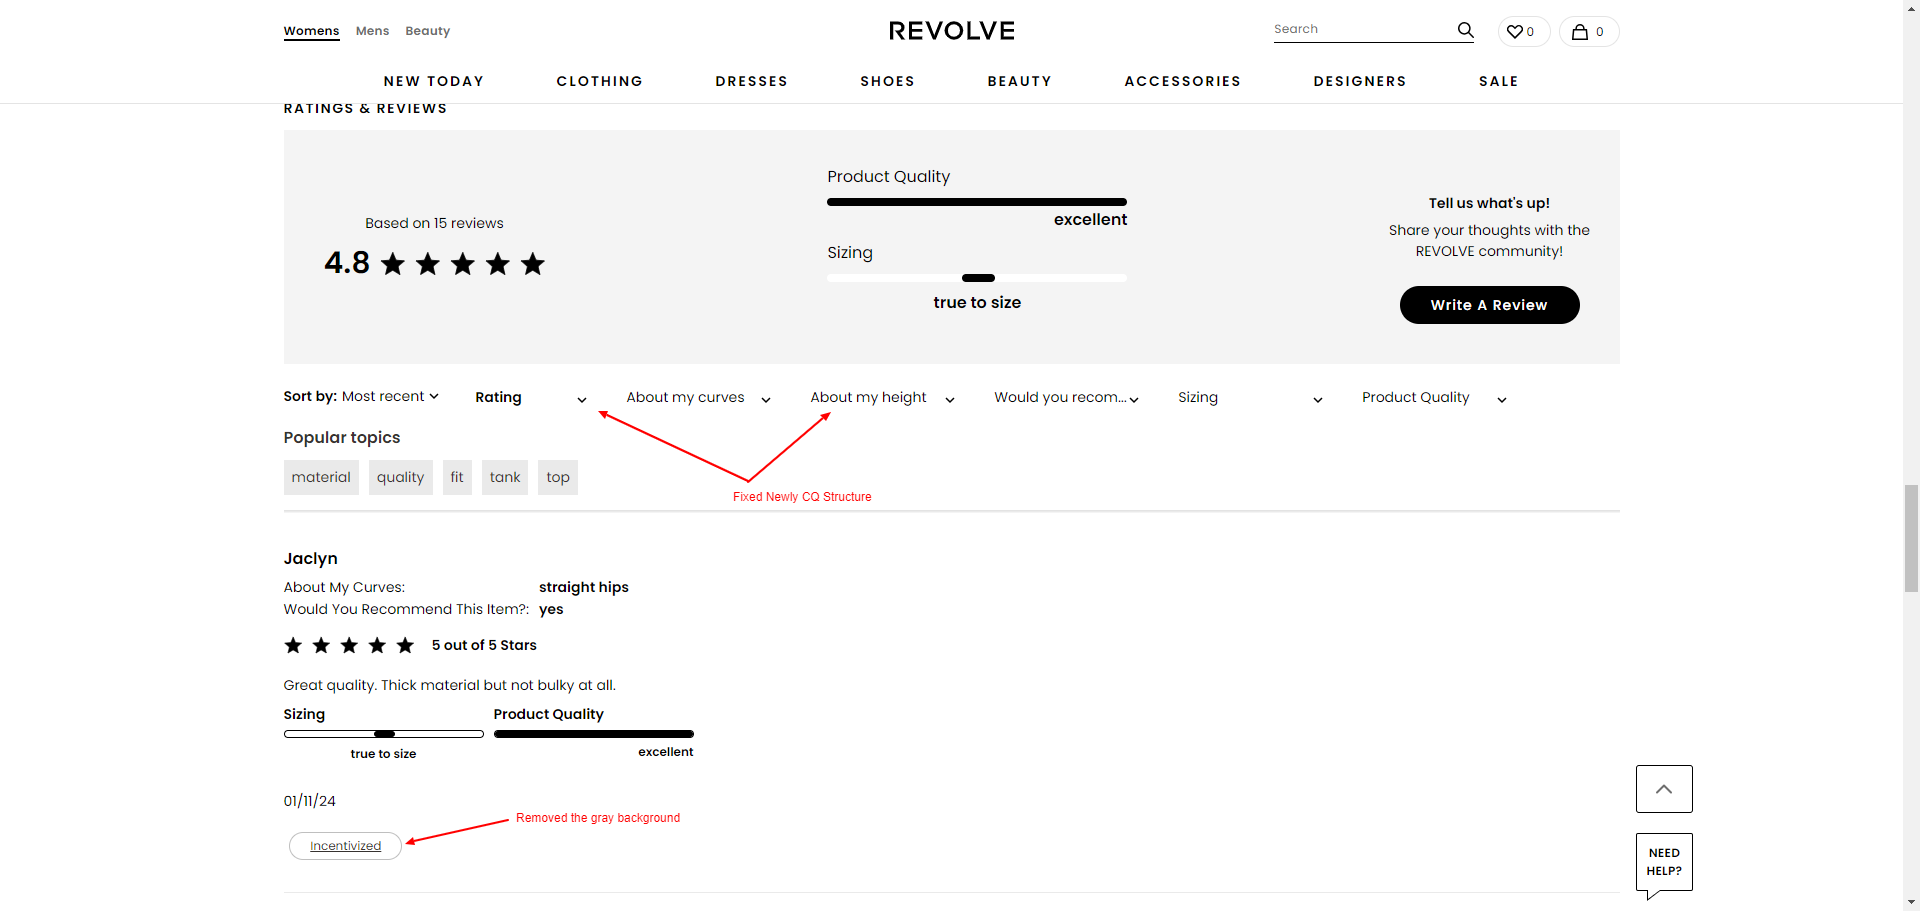 Womens Mens Beauty
REVOLVE
Search
0
0
NEW TODAY CLOTHING DRESSES SHOES BEAUTY ACCESSORIES DESIGNERS SALE
RATINGS & REVIEWS
Based on 15 reviews
4.8
Product Quality
excellent
Sizing
true to size
Tell us what's up!
Share your thoughts with the
REVOLVE community!
Write A Review
Sort by: Most recent Rating About my curves About my height Would you recom... Sizing Product Quality
Popular topics
material quality fit tank top
Fixed Newly CQ Structure
Jaclyn
About My Curves: straight hips
Would You Recommend This Item?: yes
5 out of 5 Stars
Great quality. Thick material but not bulky at all.
Sizing Product Quality
true to size excellent
01/11/24
Removed the gray background
Incentivized
NEED
HELP?